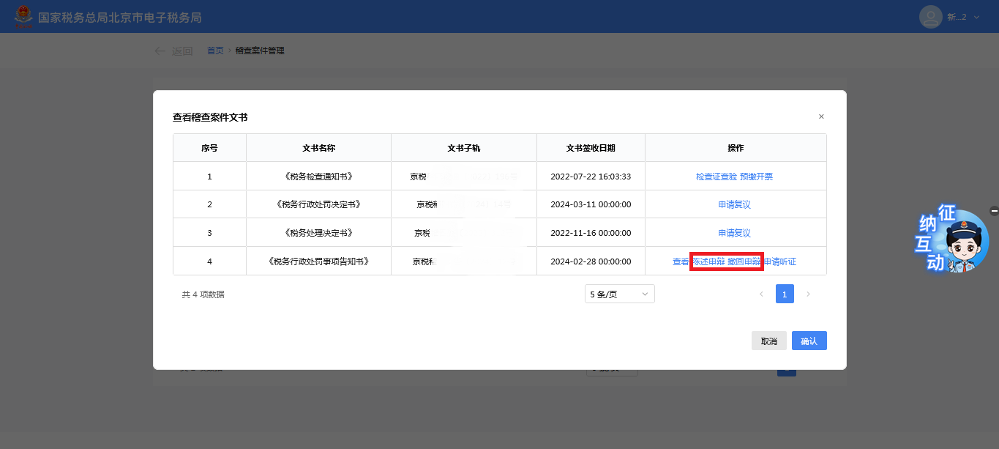 国家税务总局北京市电子税务局
新...2
返回 首页 › 稽查案件管理
查看稽查案件文书 ×
序号 文书名称 文书子轨 文书签收日期 操作
1 《税务检查通知书》 京税 2022-07-22 16:03:33 检查证查验 预缴开票
2 《税务行政处罚决定书》 京税稽 2024-03-11 00:00:00 申请复议
3 《税务处理决定书》 京税 2022-11-16 00:00:00 申请复议
4 《税务行政处罚事项告知书》 京税稽 2024-02-28 00:00:00 查看 陈述申辩 撤回申辩 申请听证
共 4 项数据 5 条/页 1
取消 确认
征纳互动